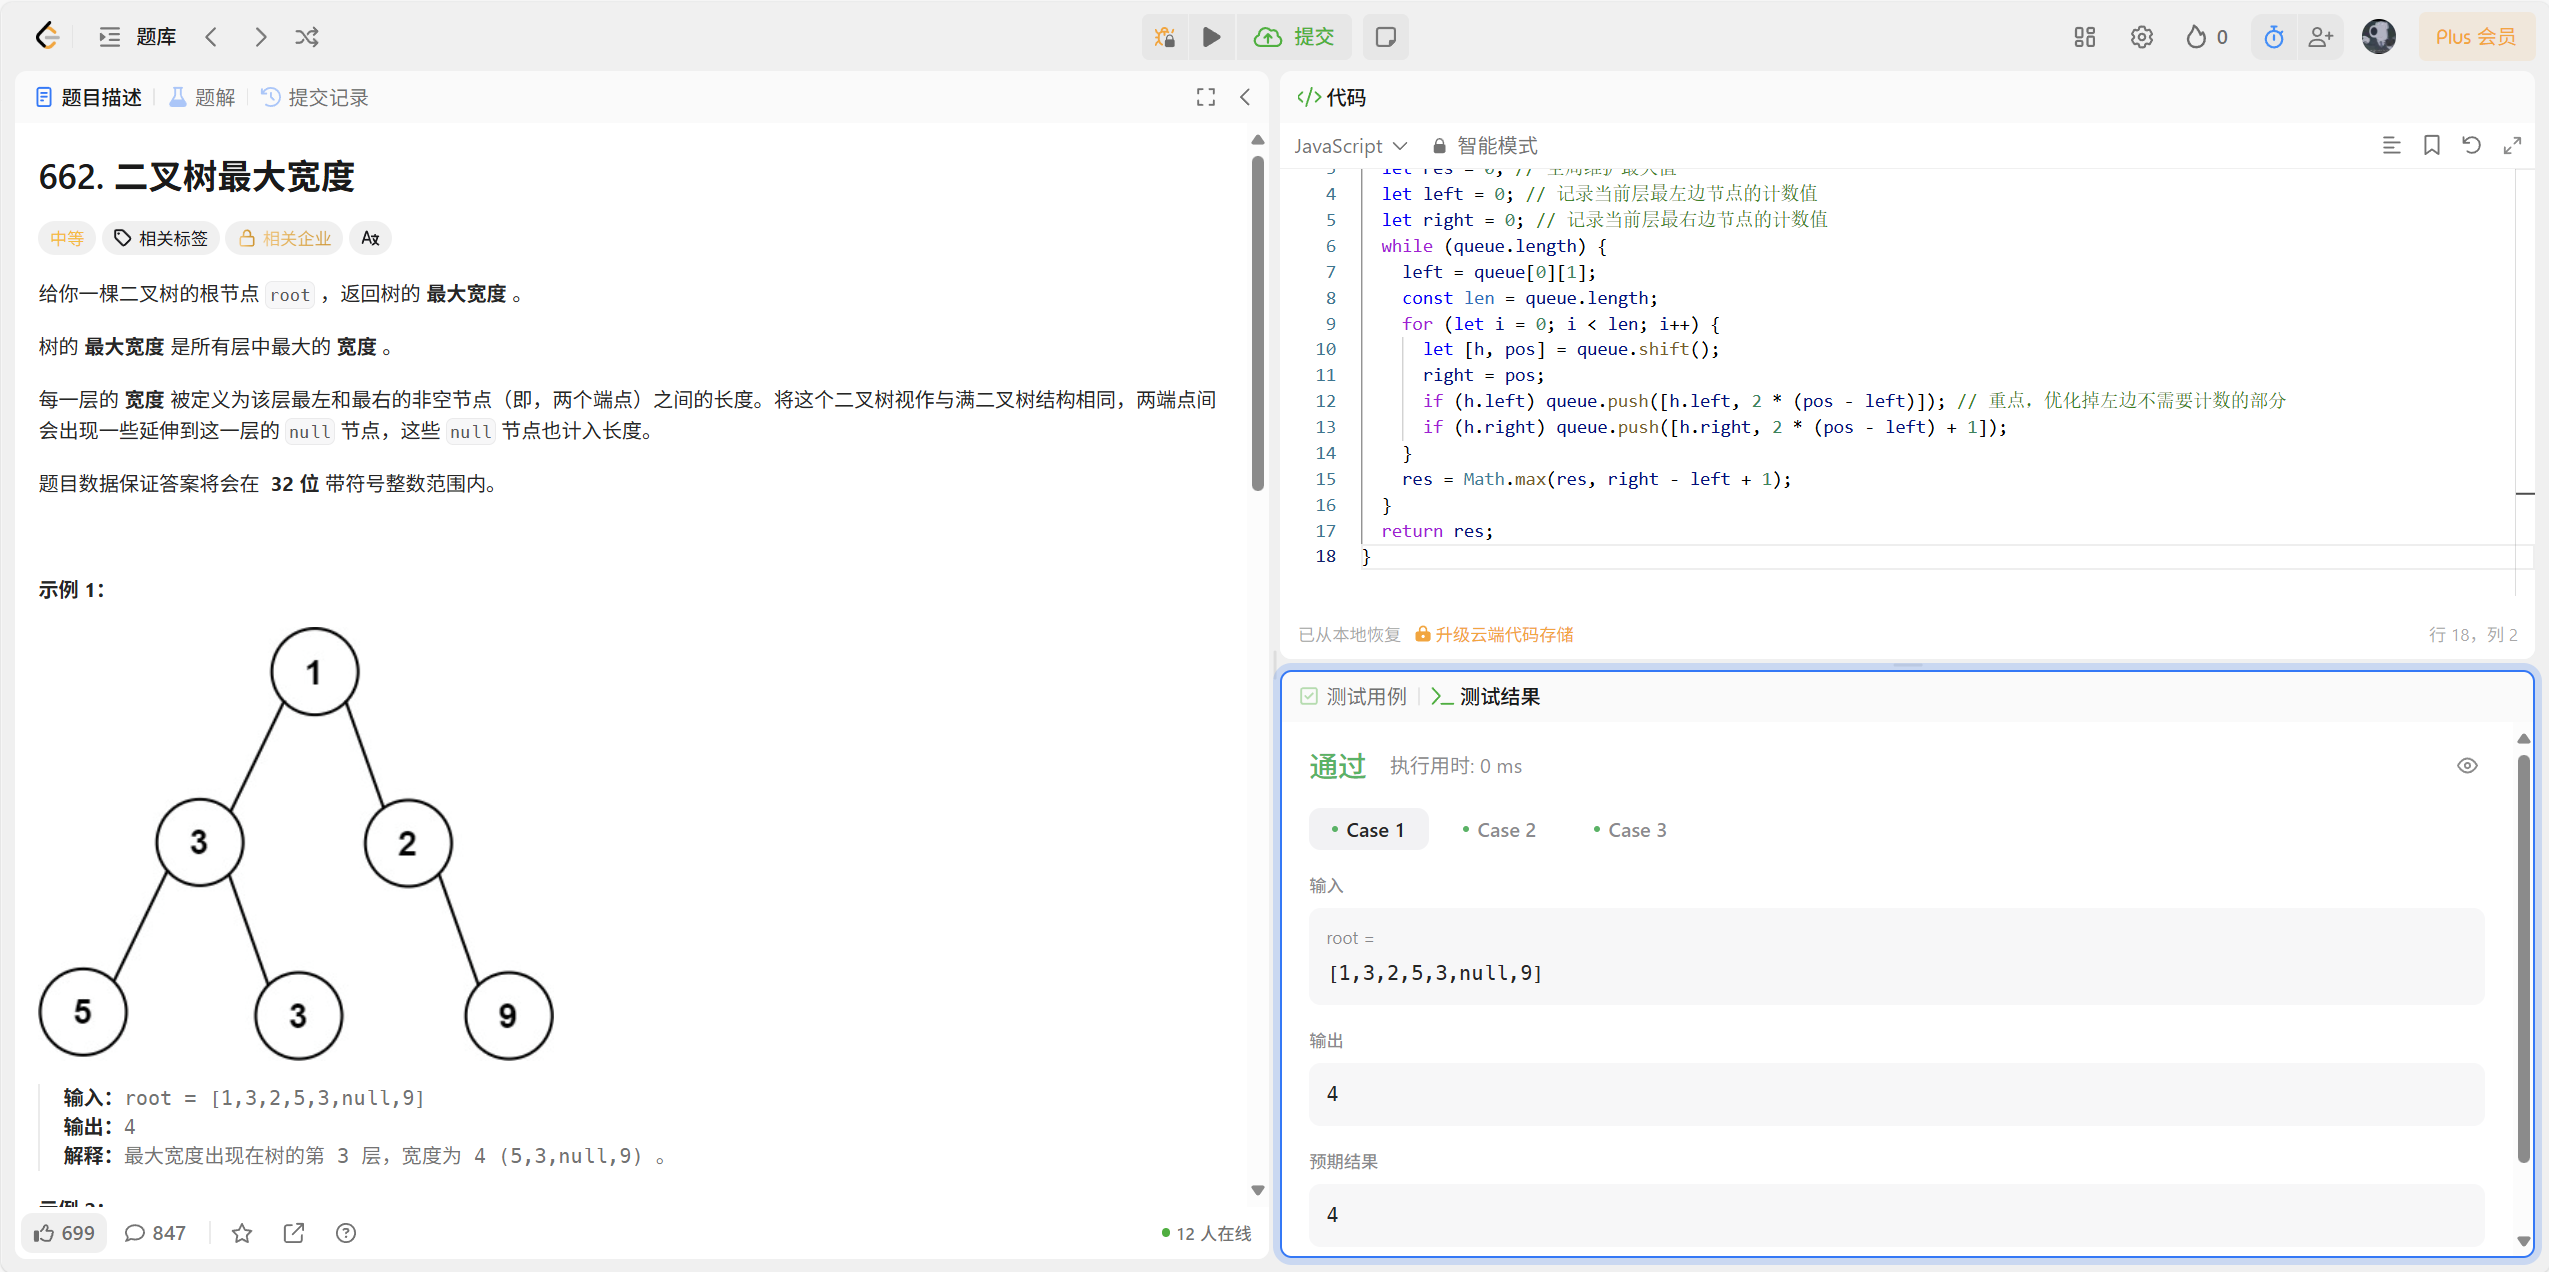 题库
提交
0
Plus 会员
题目描述
题解
提交记录
662. 二叉树最大宽度
中等
相关标签
相关企业
给你一棵二叉树的根节点 root ，返回树的 最大宽度 。
树的 最大宽度 是所有层中最大的 宽度 。
每一层的 宽度 被定义为该层最左和最右的非空节点（即，两个端点）之间的长度。将这个二叉树视作与满二叉树结构相同，两端点间
会出现一些延伸到这一层的 null 节点，这些 null 节点也计入长度。
题目数据保证答案将会在 32 位 带符号整数范围内。
示例 1：
1
3
2
5
3
9
输入：root = [1,3,2,5,3,null,9]
输出：4
解释：最大宽度出现在树的第 3 层，宽度为 4 (5,3,null,9) 。
示例 2：
699
847
12 人在线
代码
JavaScript
智能模式
3 let res = 0; // 全局维护最大值
4 let left = 0; // 记录当前层最左边节点的计数值
5 let right = 0; // 记录当前层最右边节点的计数值
6 while (queue.length) {
7 left = queue[0][1];
8 const len = queue.length;
9 for (let i = 0; i < len; i++) {
10 let [h, pos] = queue.shift();
11 right = pos;
12 if (h.left) queue.push([h.left, 2 * (pos - left)]); // 重点，优化掉左边不需要计数的部分
13 if (h.right) queue.push([h.right, 2 * (pos - left) + 1]);
14 }
15 res = Math.max(res, right - left + 1);
16 }
17 return res;
18 }
已从本地恢复
升级云端代码存储
行 18，列 2
测试用例
测试结果
通过
执行用时: 0 ms
Case 1
Case 2
Case 3
输入
root =
[1,3,2,5,3,null,9]
输出
4
预期结果
4